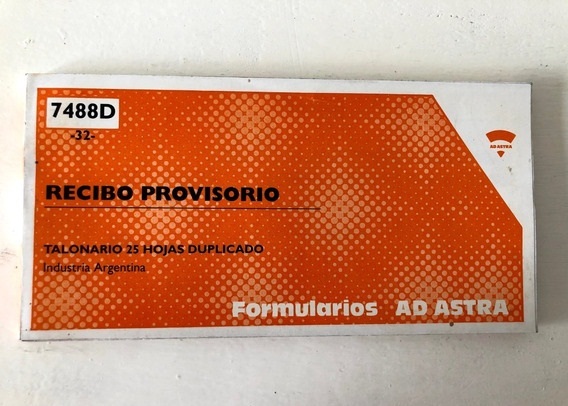 7488D
-32-
AD ASTRA
RECIBO PROVISORIO
TALONARIO 25 HOJAS DUPLICADO
Industria Argentina
Formularios AD ASTRA